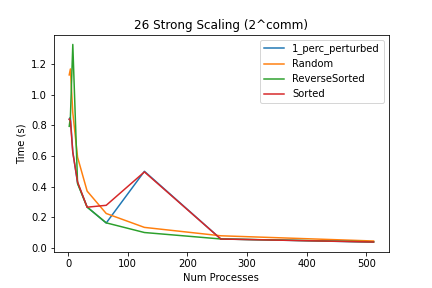 26 Strong Scaling (2^comm)
1_perc_perturbed
Random
ReverseSorted
Sorted
Time (s)
1.2
1.0
0.8
0.6
0.4
0.2
0.0
0 100 200 300 400 500
Num Processes